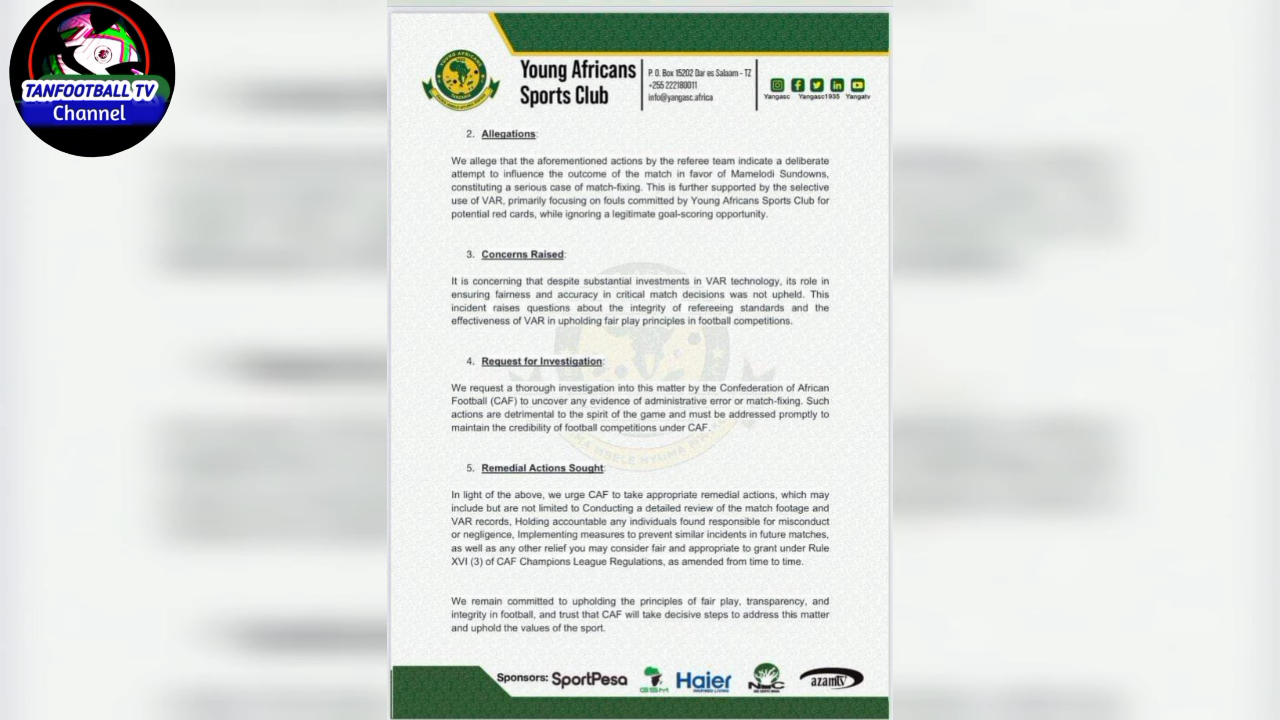 TANFOOTBALL TV
Channel
YOUNG AFRICANS
Young Africans
Sports Club
P. O. Box 15202 Dar es Salaam - TZ
+255 222180011
info@yangasc.africa
Yangasc Yangasc1935 Yangatv
2. Allegations:
We allege that the aforementioned actions by the referee team indicate a deliberate
attempt to influence the outcome of the match in favor of Mamelodi Sundowns,
constituting a serious case of match-fixing. This is further supported by the selective
use of VAR, primarily focusing on fouls committed by Young Africans Sports Club for
potential red cards, while ignoring a legitimate goal-scoring opportunity.
3. Concerns Raised:
It is concerning that despite substantial investments in VAR technology, its role in
ensuring fairness and accuracy in critical match decisions was not upheld. This
incident raises questions about the integrity of refereeing standards and the
effectiveness of VAR in upholding fair play principles in football competitions.
4. Request for Investigation:
We request a thorough investigation into this matter by the Confederation of African
Football (CAF) to uncover any evidence of administrative error or match-fixing. Such
actions are detrimental to the spirit of the game and must be addressed promptly to
maintain the credibility of football competitions under CAF.
5. Remedial Actions Sought:
In light of the above, we urge CAF to take appropriate remedial actions, which may
include but are not limited to Conducting a detailed review of the match footage and
VAR records, Holding accountable any individuals found responsible for misconduct
or negligence, Implementing measures to prevent similar incidents in future matches,
as well as any other relief you may consider fair and appropriate to grant under Rule
XVI (3) of CAF Champions League Regulations, as amended from time to time.
We remain committed to upholding the principles of fair play, transparency, and
integrity in football, and trust that CAF will take decisive steps to address this matter
and uphold the values of the sport.
Sponsors: SportPesa GSM Haier azamtv